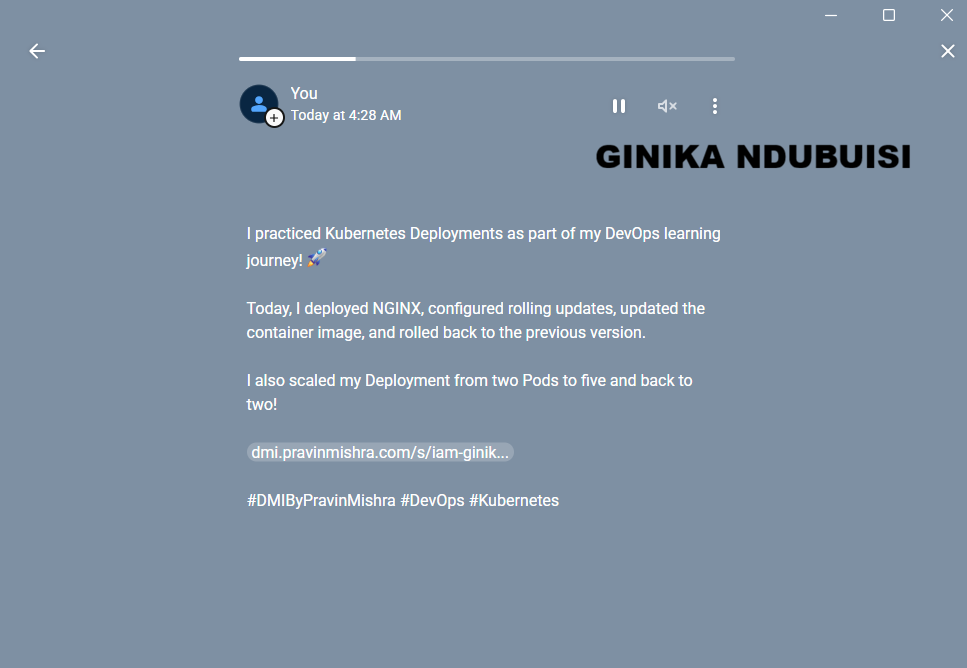 You
Today at 4:28 AM
GINIKA NDUBUISI
I practiced Kubernetes Deployments as part of my DevOps learning
journey! 🚀
Today, I deployed NGINX, configured rolling updates, updated the
container image, and rolled back to the previous version.
I also scaled my Deployment from two Pods to five and back to
two!
dmi.pravinmishra.com/s/iam-ginik...
#DMIByPravinMishra #DevOps #Kubernetes